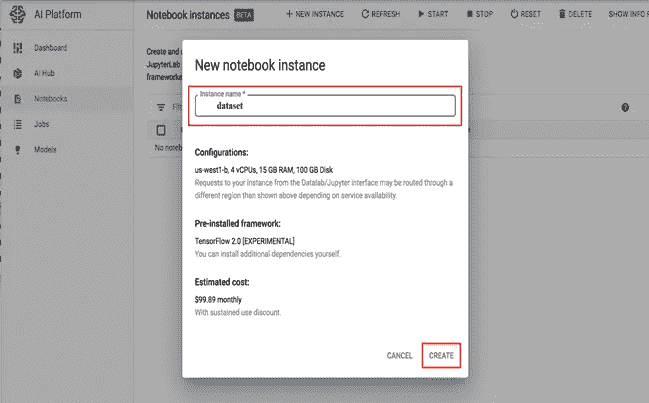 AI Platform
Notebook instances BETA + NEW INSTANCE REFRESH START STOP RESET DELETE SHOW INFO
Dashboard
AI Hub
Notebooks
Jobs
Models
Create and
JupyterLab
frameworks
No noteb
New notebook instance
Instance name *
dataset
Configurations:
us-west1-b, 4 vCPUs, 15 GB RAM, 100 GB Disk
Requests to your instance from the Datalab/Jupyter interface may be routed through a
different region than shown above depending on service availability.
Pre-installed framework:
TensorFlow 2.0 [EXPERIMENTAL]
You can install additional dependencies yourself.
Estimated cost:
$99.89 monthly
With sustained use discount.
CANCEL CREATE